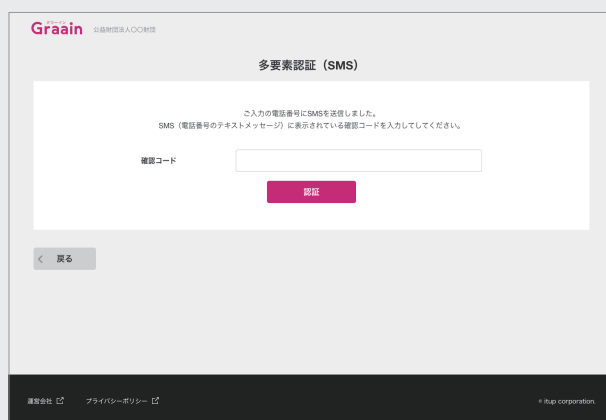 グラーイン
Graain 公益財団法人〇〇財団
多要素認証（SMS）
ご入力の電話番号にSMSを送信しました。
SMS（電話番号のテキストメッセージ）に表示されている確認コードを入力してしてください。
確認コード
認証
戻る
運営会社 プライバシーポリシー © itup corporation.